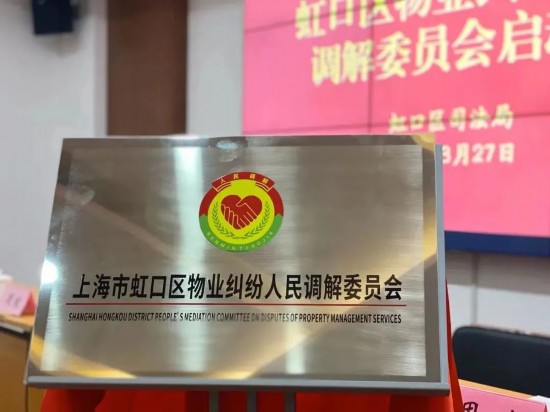 虹口区物业
调解委员会启
虹口区司法局
3月27日
人民调解
上海市虹口区物业纠纷人民调解委员会
SHANGHAI HONGKOU DISTRICT PEOPLE'S MEDIATION COMMITTEE ON DISPUTES OF PROPERTY MANAGEMENT SERVICES